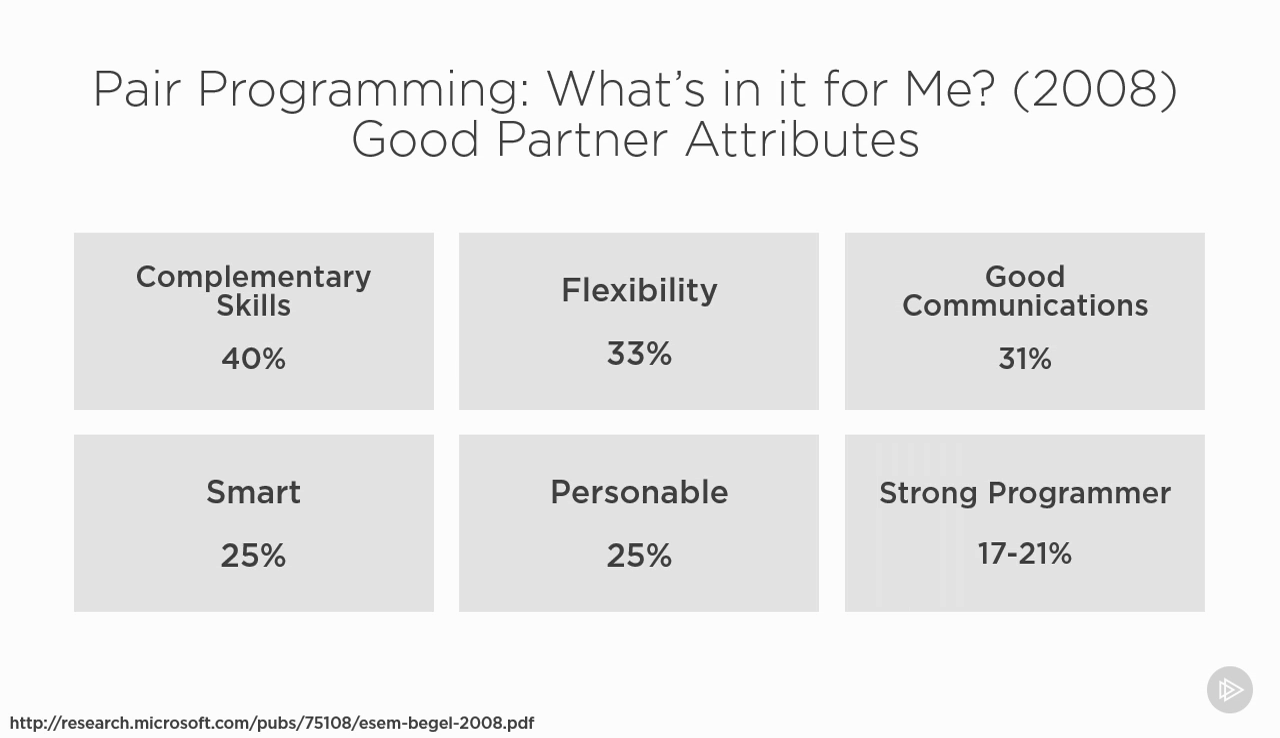 Pair Programming: What's in it for Me? (2008)
Good Partner Attributes
Complementary
Skills
40%
Flexibility
33%
Good
Communications
31%
Smart
25%
Personable
25%
Strong Programmer
17-21%
http://research.microsoft.com/pubs/75108/esem-begel-2008.pdf